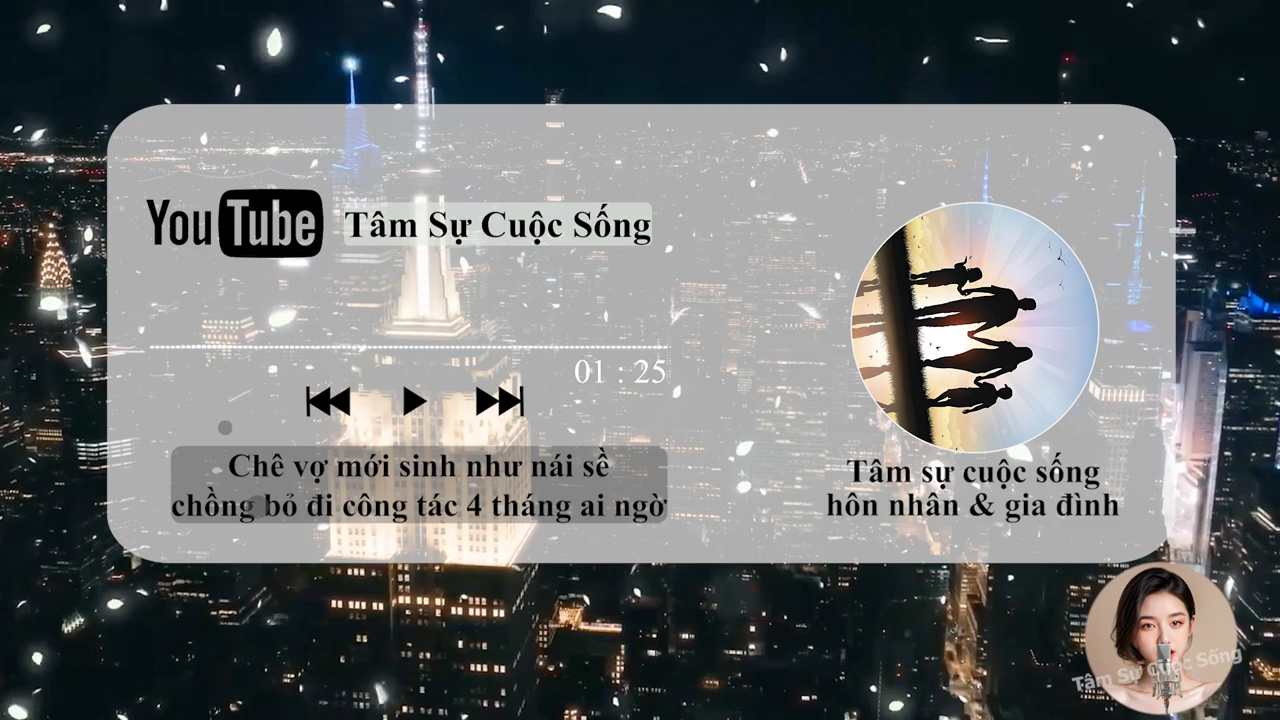 YouTube
Tâm Sự Cuộc Sống
01 : 25
Chê vợ mới sinh như nái sề
chồng bỏ đi công tác 4 tháng ai ngờ
Tâm sự cuộc sống
hôn nhân & gia đình
Tâm Sự Cuộc Sống